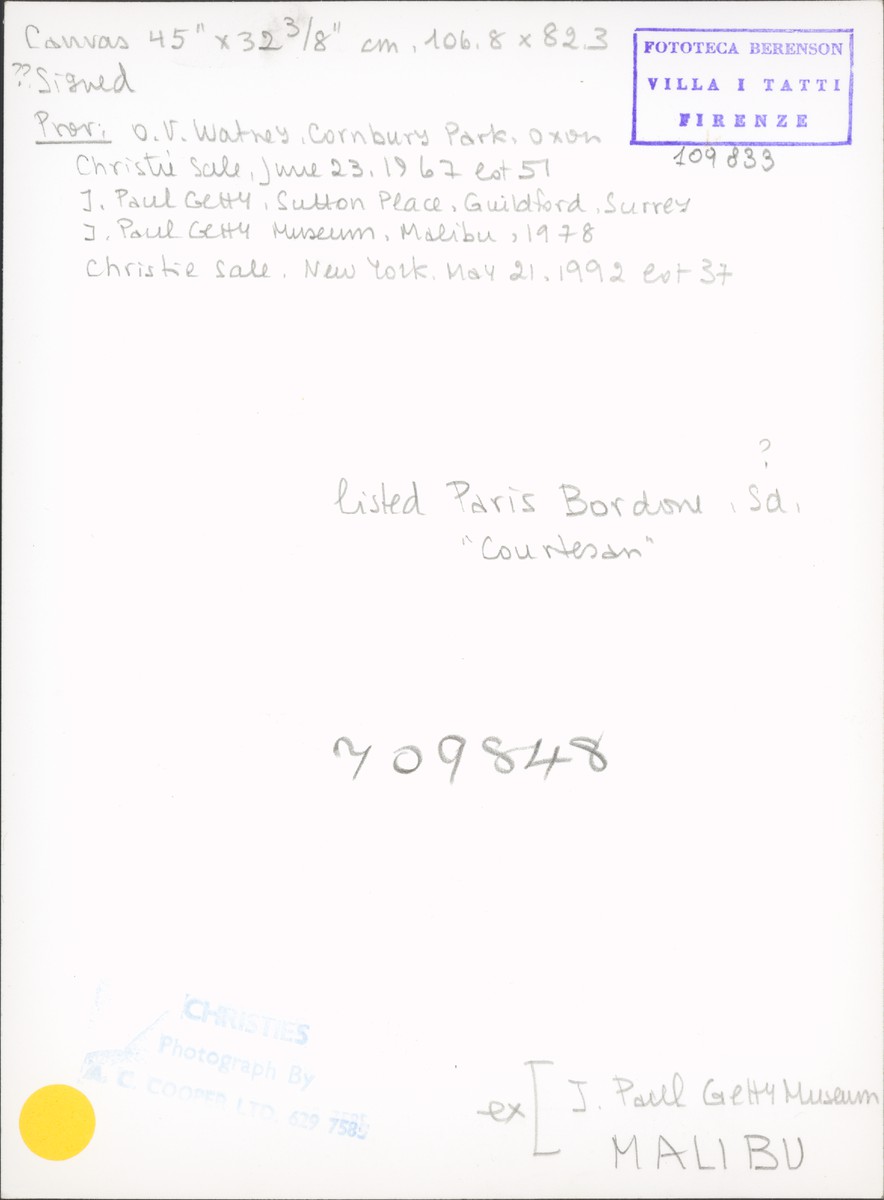 Canvas 45" x 32 3/8" cm. 106.8 x 82.3
?? Signed
Prov: O.V. Watney, Cornbury Park, Oxon
Christie Sale, June 23, 1967 lot 51
J. Paul Getty, Sutton Place, Guildford, Surrey
J. Paul Getty Museum, Malibu, 1978
Christie Sale. New York. May 21, 1992 lot 37
FOTOTECA BERENSON
VILLA I TATTI
FIRENZE
109833
?
listed Paris Bordone, Sd.
"Courtesan"
709848
CHRISTIES
Photograph By
A. C. COOPER LTD. 629 7585
ex [ J. Paul Getty Museum
MALIBU